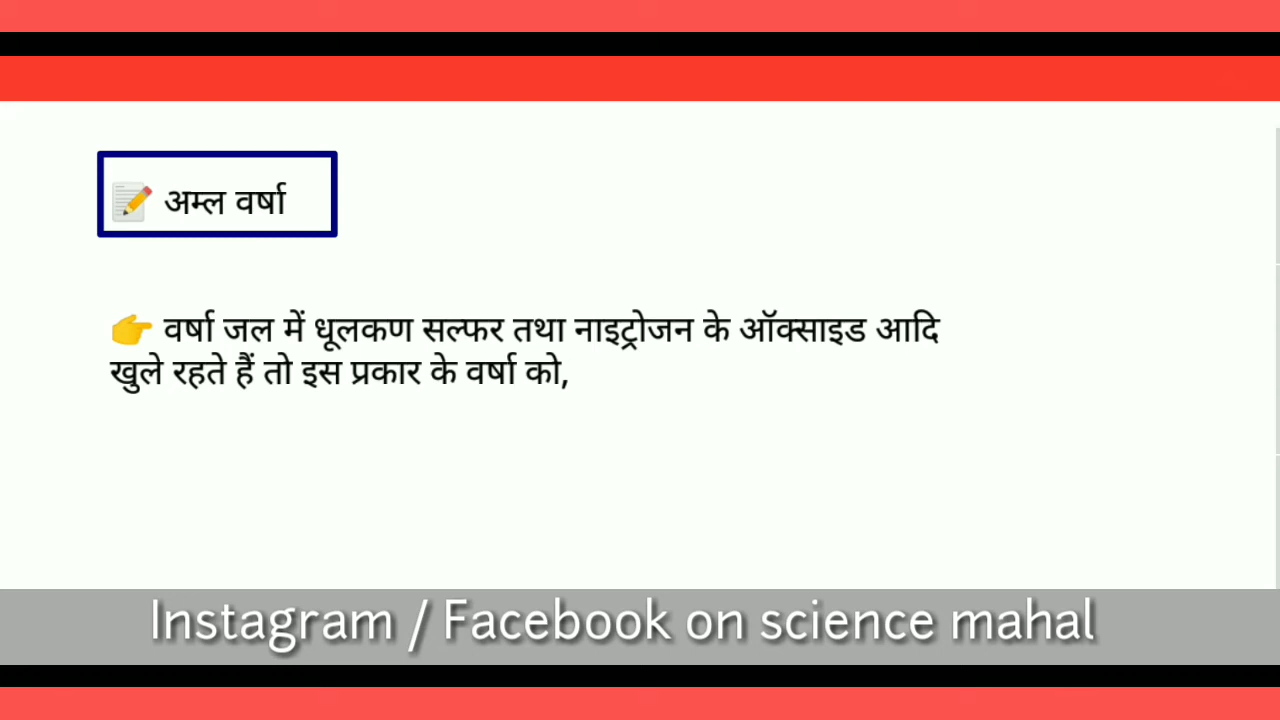 📝 अम्ल वर्षा
👉 वर्षा जल में धूलकण सल्फर तथा नाइट्रोजन के ऑक्साइड आदि
खुले रहते हैं तो इस प्रकार के वर्षा को,
Instagram / Facebook on science mahal